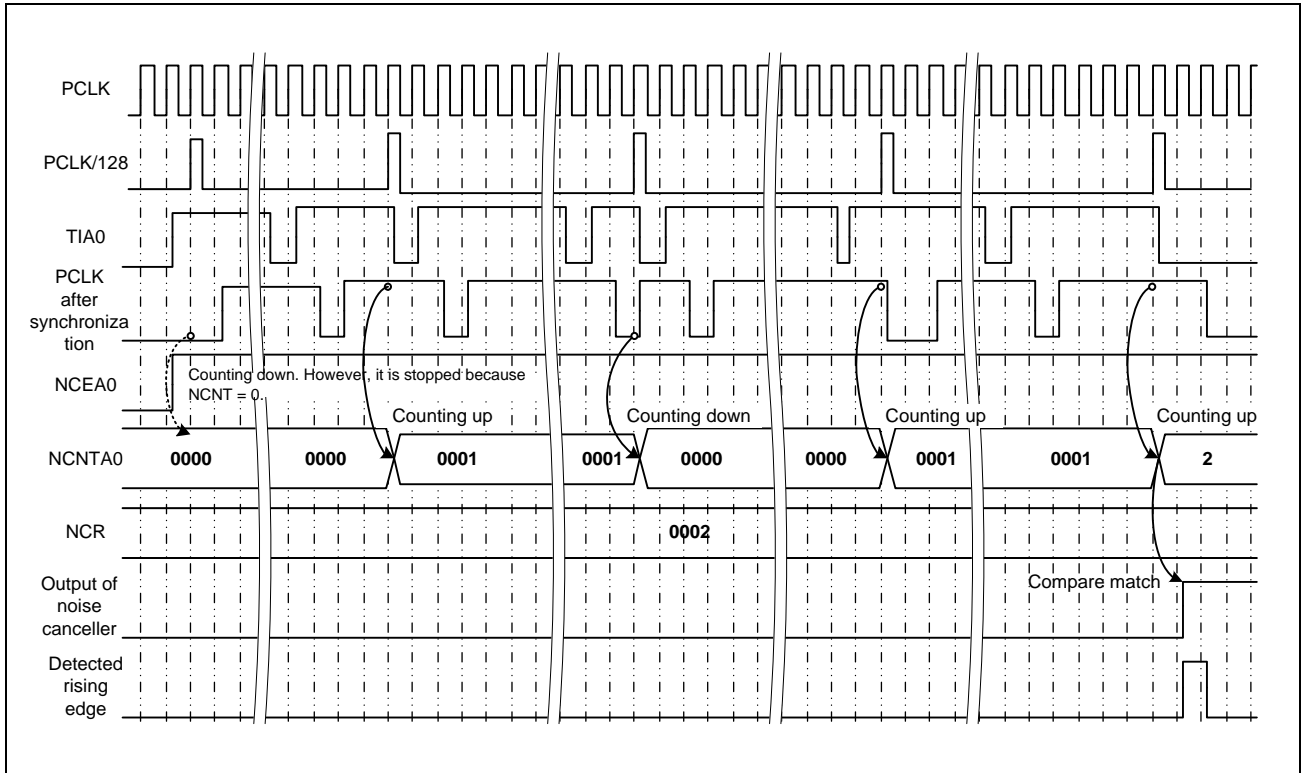 PCLK
PCLK/128
TIA0
PCLK
after
synchroniza
tion
NCEA0
Counting down. However, it is stopped because
NCNT = 0.
Counting up
Counting down
Counting up
Counting up
NCNTA0
0000
0000
0001
0001
0000
0000
0001
0001
2
NCR
0002
Output of
noise
canceller
Compare match
Detected
rising
edge